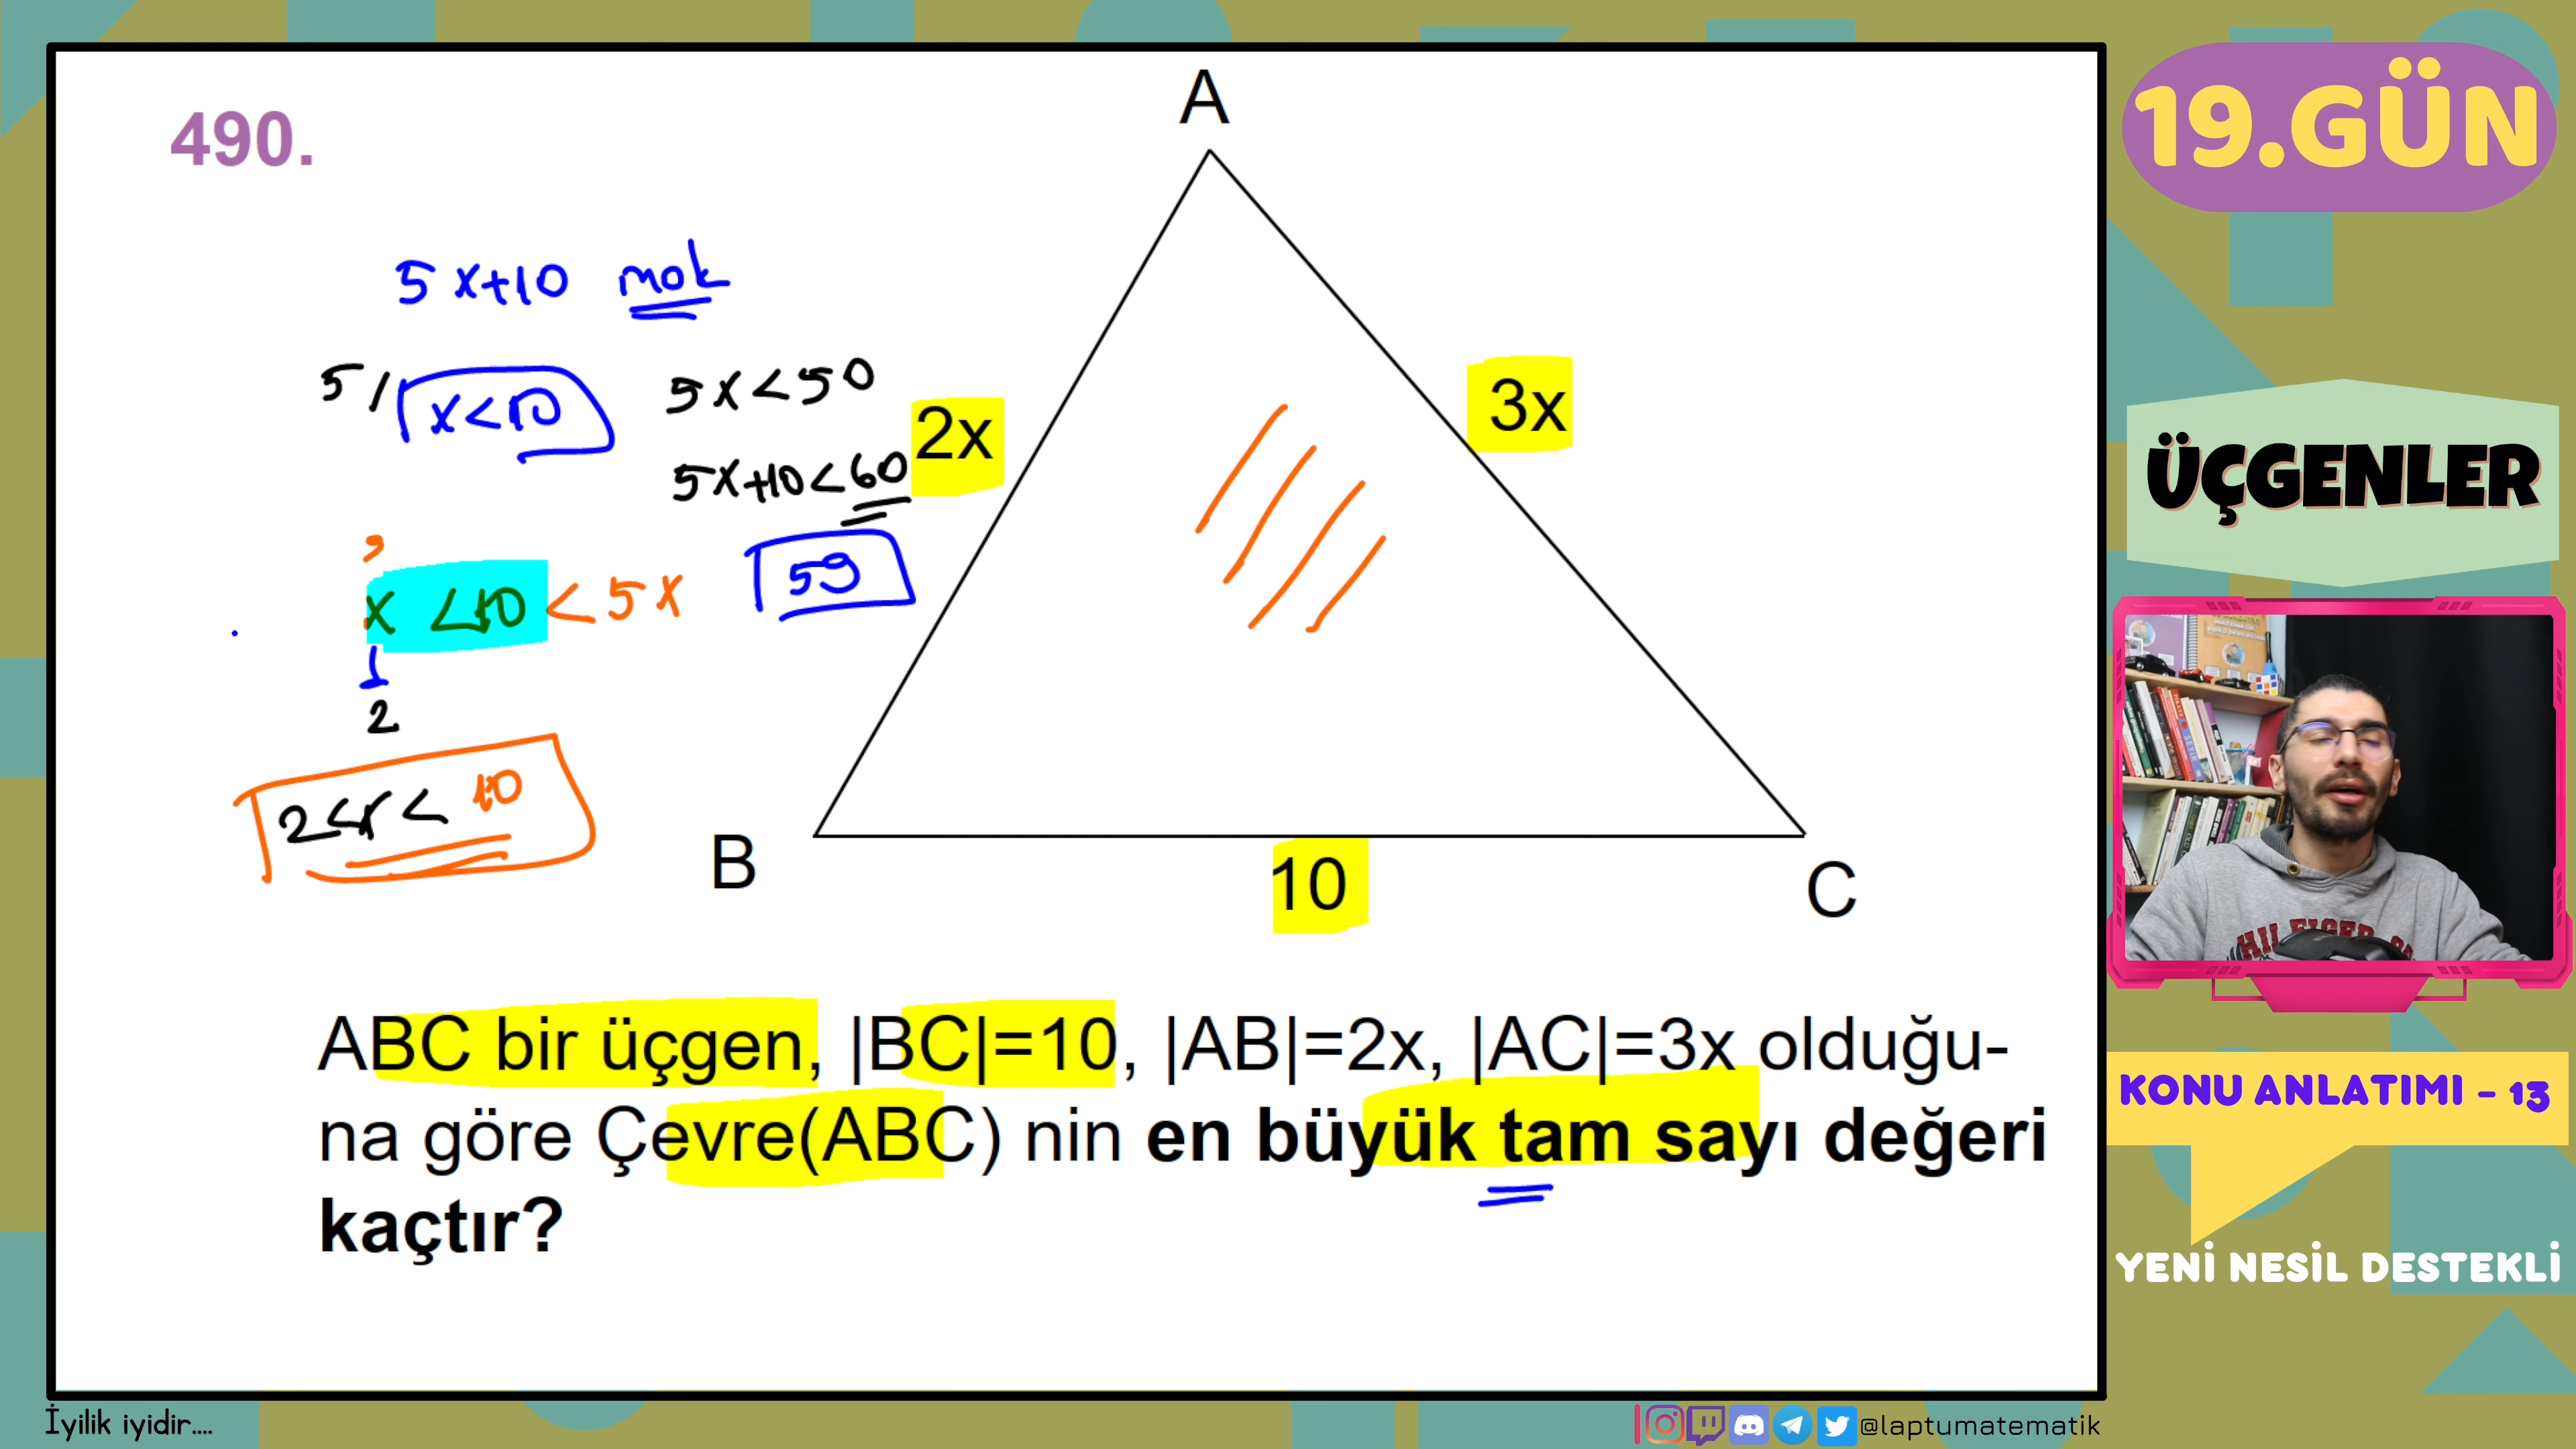 19.GÜN
490.
A
5x+10 mak
5/ x<10
5x<50
2x
3x
5x+10<60
59
x <10 < 5x
1
2
2<x< 10
B
10
C
ABC bir üçgen, |BC|=10, |AB|=2x, |AC|=3x olduğu-
na göre Çevre(ABC) nin en büyük tam sayı değeri
kaçtır?
ÜÇGENLER
KONU ANLATIMI - 13
YENİ NESİL DESTEKLİ
İyilik iyidir....
@laptumatematik